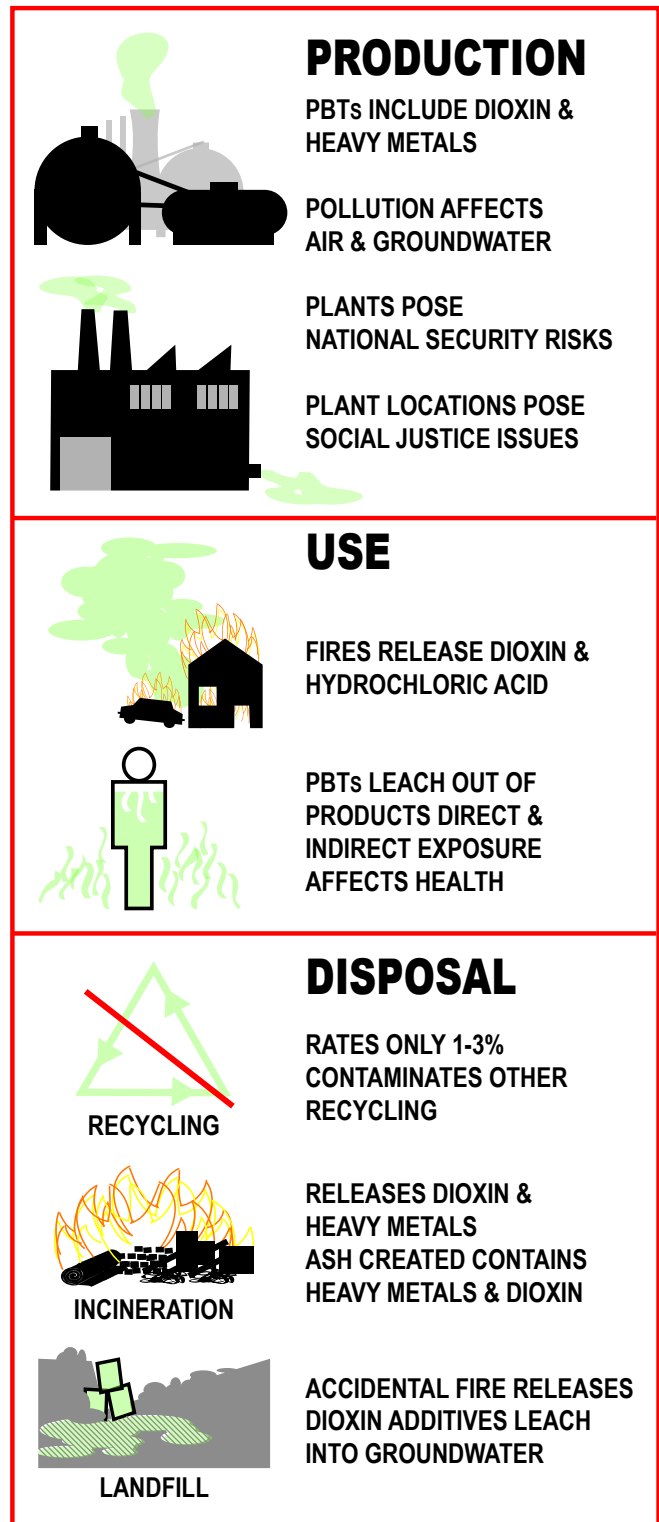 PRODUCTION
PBTs INCLUDE DIOXIN &
HEAVY METALS
POLLUTION AFFECTS
AIR & GROUNDWATER
PLANTS POSE
NATIONAL SECURITY RISKS
PLANT LOCATIONS POSE
SOCIAL JUSTICE ISSUES
USE
FIRES RELEASE DIOXIN &
HYDROCHLORIC ACID
PBTs LEACH OUT OF
PRODUCTS DIRECT &
INDIRECT EXPOSURE
AFFECTS HEALTH
DISPOSAL
RECYCLING
RATES ONLY 1-3%
CONTAMINATES OTHER
RECYCLING
INCINERATION
RELEASES DIOXIN &
HEAVY METALS
ASH CREATED CONTAINS
HEAVY METALS & DIOXIN
LANDFILL
ACCIDENTAL FIRE RELEASES
DIOXIN ADDITIVES LEACH
INTO GROUNDWATER